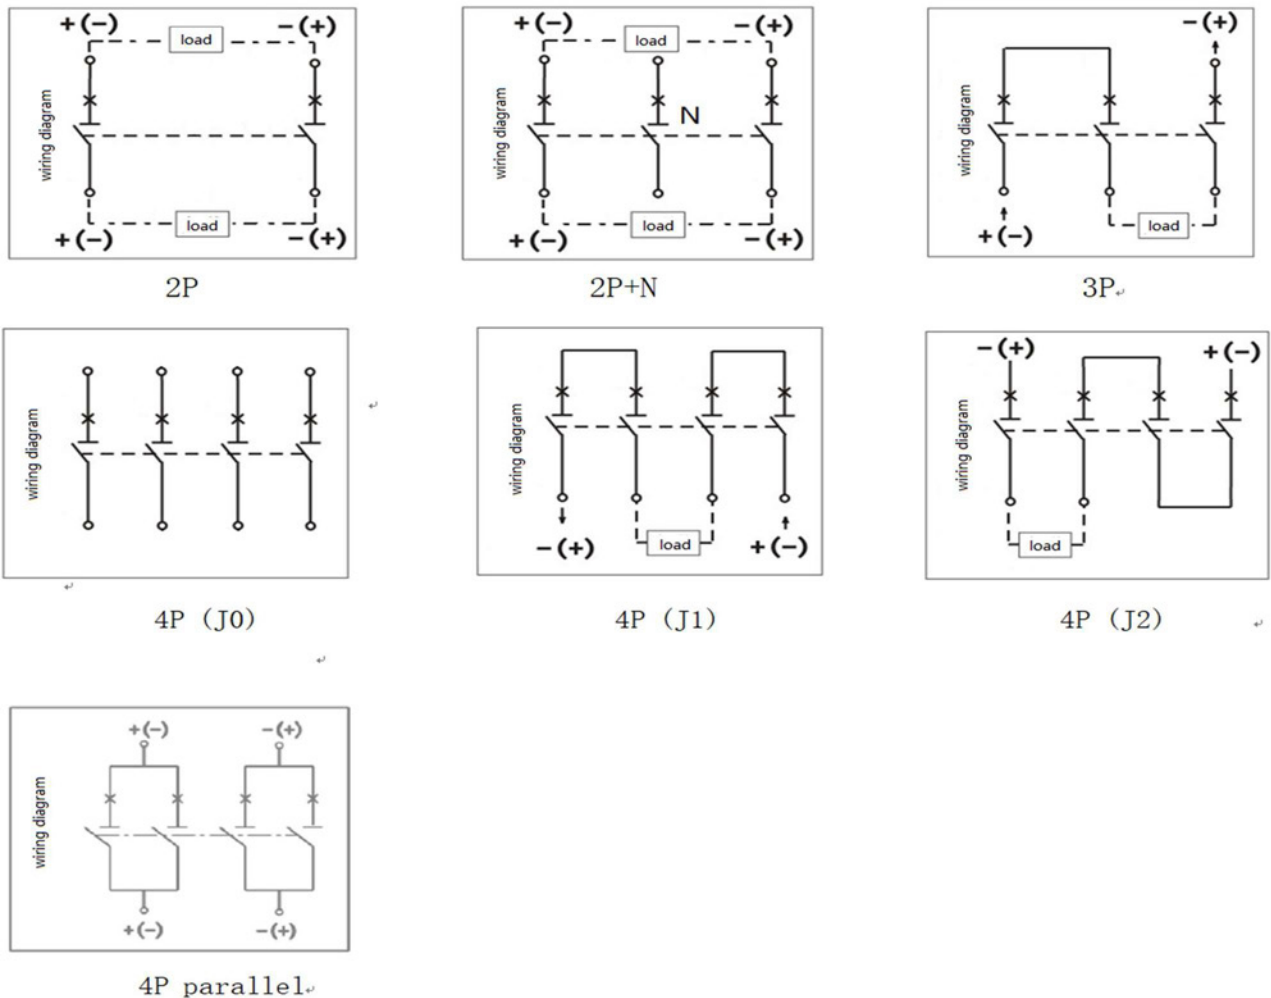 +(−) −(+)
load
wiring diagram
load
+(−) −(+)
2P
+(−) −(+)
load
wiring diagram
N
load
+(−) −(+)
2P+N
−(+)
wiring diagram
load
+(−)
3P↵
wiring diagram
↵
↵
4P (J0)
wiring diagram
load
−(+) +(−)
4P (J1)
−(+) +(−)
wiring diagram
load
4P (J2)
↵
↵
+(−) −(+)
wiring diagram
+(−) −(+)
4P parallel↵